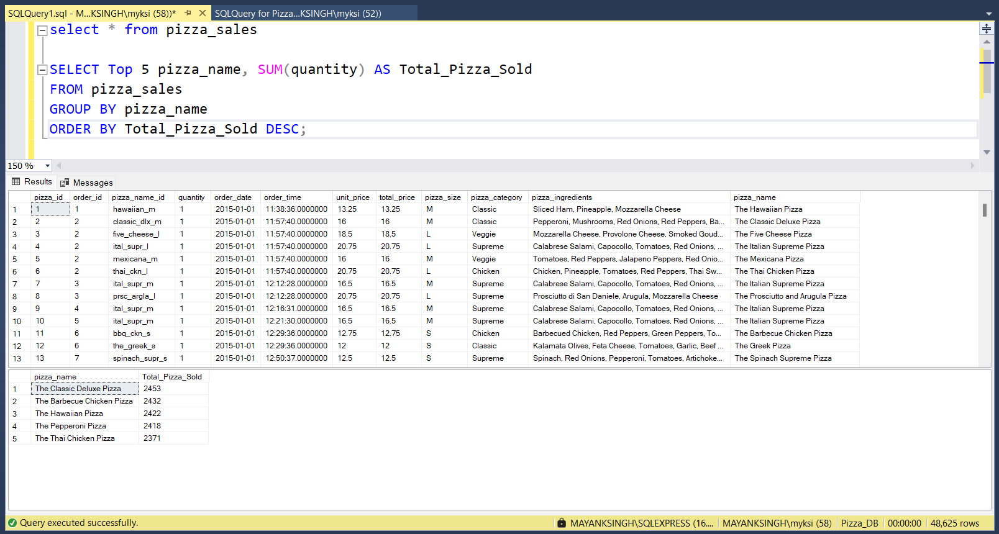 SQLQuery1.sql - M...KSINGH\myksi (58))* SQLQuery for Pizza...KSINGH\myksi (52))
select * from pizza_sales
SELECT Top 5 pizza_name, SUM(quantity) AS Total_Pizza_Sold
FROM pizza_sales
GROUP BY pizza_name
ORDER BY Total_Pizza_Sold DESC;
150 %
Results Messages
pizza_id order_id pizza_name_id quantity order_date order_time unit_price total_price pizza_size pizza_category pizza_ingredients pizza_name
1 1 1 hawaiian_m 1 2015-01-01 11:38:36.0000000 13.25 13.25 M Classic Sliced Ham, Pineapple, Mozzarella Cheese The Hawaiian Pizza
2 2 2 classic_dlx_m 1 2015-01-01 11:57:40.0000000 16 16 M Classic Pepperoni, Mushrooms, Red Onions, Red Peppers, Ba... The Classic Deluxe Pizza
3 3 2 five_cheese_l 1 2015-01-01 11:57:40.0000000 18.5 18.5 L Veggie Mozzarella Cheese, Provolone Cheese, Smoked Goud... The Five Cheese Pizza
4 4 2 ital_supr_l 1 2015-01-01 11:57:40.0000000 20.75 20.75 L Supreme Calabrese Salami, Capocollo, Tomatoes, Red Onions, ... The Italian Supreme Pizza
5 5 2 mexicana_m 1 2015-01-01 11:57:40.0000000 16 16 M Veggie Tomatoes, Red Peppers, Jalapeno Peppers, Red Onio... The Mexicana Pizza
6 6 2 thai_ckn_l 1 2015-01-01 11:57:40.0000000 20.75 20.75 L Chicken Chicken, Pineapple, Tomatoes, Red Peppers, Thai Sw... The Thai Chicken Pizza
7 7 3 ital_supr_m 1 2015-01-01 12:12:28.0000000 16.5 16.5 M Supreme Calabrese Salami, Capocollo, Tomatoes, Red Onions, ... The Italian Supreme Pizza
8 8 3 prsc_argla_l 1 2015-01-01 12:12:28.0000000 20.75 20.75 L Supreme Prosciutto di San Daniele, Arugula, Mozzarella Cheese The Prosciutto and Arugula Pizza
9 9 4 ital_supr_m 1 2015-01-01 12:16:31.0000000 16.5 16.5 M Supreme Calabrese Salami, Capocollo, Tomatoes, Red Onions, ... The Italian Supreme Pizza
10 10 5 ital_supr_m 1 2015-01-01 12:21:30.0000000 16.5 16.5 M Supreme Calabrese Salami, Capocollo, Tomatoes, Red Onions, ... The Italian Supreme Pizza
11 11 6 bbq_ckn_s 1 2015-01-01 12:29:36.0000000 12.75 12.75 S Chicken Barbecued Chicken, Red Peppers, Green Peppers, To... The Barbecue Chicken Pizza
12 12 6 the_greek_s 1 2015-01-01 12:29:36.0000000 12 12 S Classic Kalamata Olives, Feta Cheese, Tomatoes, Garlic, Beef ... The Greek Pizza
13 13 7 spinach_supr_s 1 2015-01-01 12:50:37.0000000 12.5 12.5 S Supreme Spinach, Red Onions, Pepperoni, Tomatoes, Artichoke... The Spinach Supreme Pizza
pizza_name Total_Pizza_Sold
1 The Classic Deluxe Pizza 2453
2 The Barbecue Chicken Pizza 2432
3 The Hawaiian Pizza 2422
4 The Pepperoni Pizza 2418
5 The Thai Chicken Pizza 2371
Query executed successfully. MAYANKSINGH\SQLEXPRESS (16.... MAYANKSINGH\myksi (58) Pizza_DB 00:00:00 48,625 rows